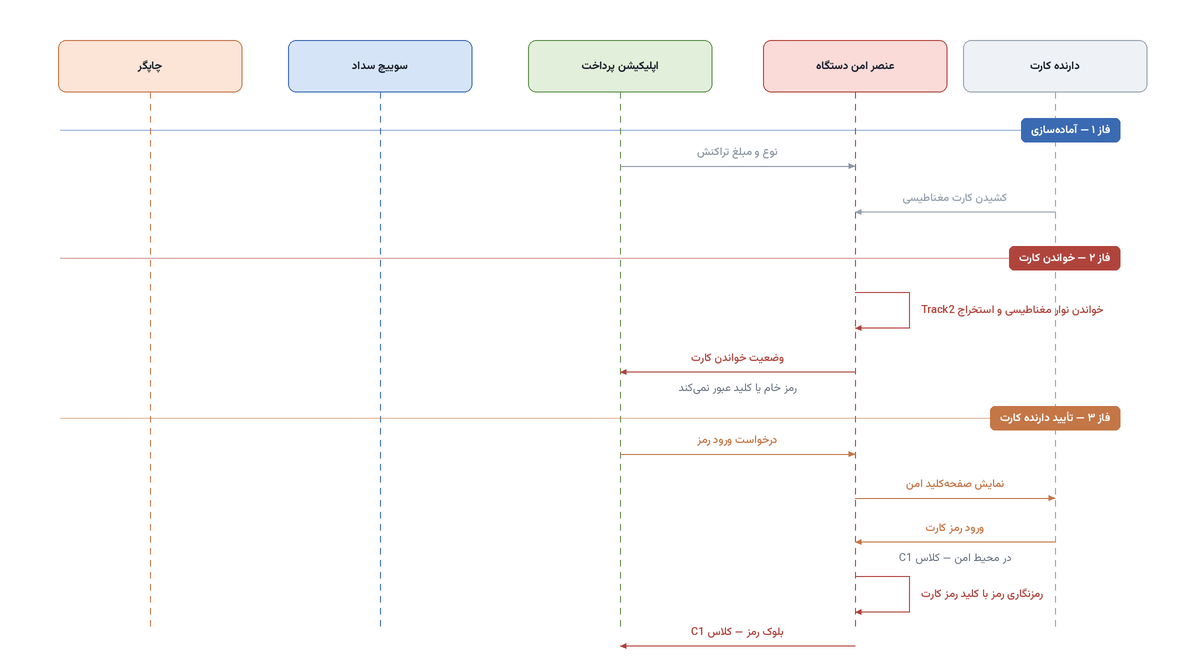 دارنده کارت
عنصر امن دستگاه
اپلیکیشن پرداخت
سوییچ سداد
چاپگر
فاز ۱ — آماده‌سازی
نوع و مبلغ تراکنش
کشیدن کارت مغناطیسی
فاز ۲ — خواندن کارت
خواندن نوار مغناطیسی و استخراج Track2
وضعیت خواندن کارت
رمز خام یا کلید عبور نمی‌کند
فاز ۳ — تأیید دارنده کارت
درخواست ورود رمز
نمایش صفحه‌کلید امن
ورود رمز کارت
در محیط امن — کلاس C1
رمزنگاری رمز با کلید رمز کارت
بلوک رمز — کلاس C1